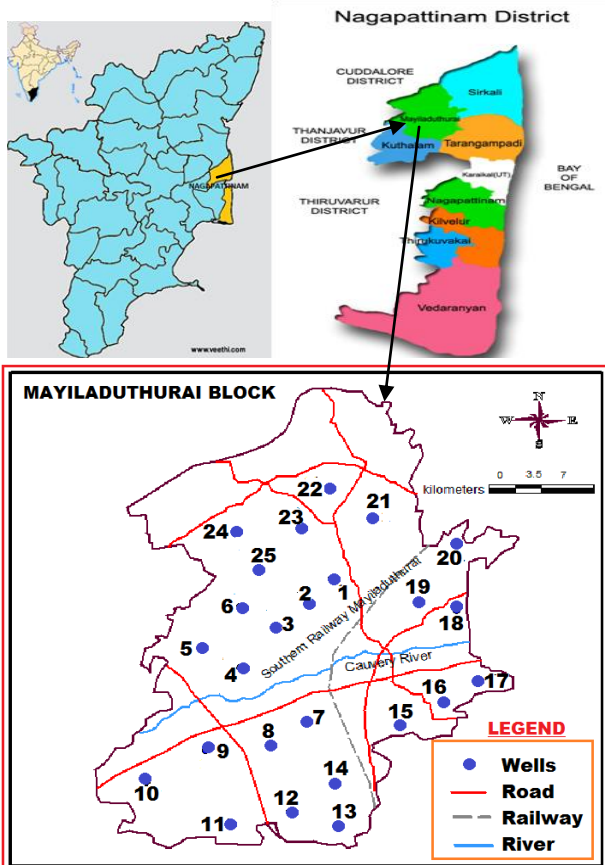 NAGAPATTINAM
www.veethi.com
Nagapattinam District
CUDDALORE
DISTRICT
Sirkali
Mayiladuthurai
THANJAVUR
DISTRICT
Kuthalam
Tarangampadi
Karaikal(UT)
BAY
OF
BENGAL
THIRUVARUR
DISTRICT
Nagapattinam
Kilvelur
Thirukuvakai
Vedaranyan
MAYILADUTHURAI BLOCK
N
W E
S
0 3.5 7
kilometers
22
21
23
24
25
20
1
2
19
6
3
18
5
4
Southern Railway Mayiladuthurai
Cauvery River
17
16
15
7
8
9
14
10
12
13
11
LEGEND
Wells
Road
Railway
River